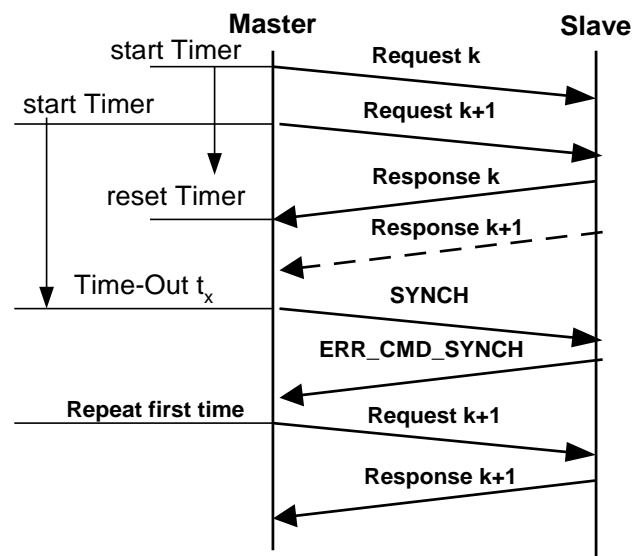 Master
Slave
start Timer
Request k
start Timer
Request k+1
Response k
reset Timer
Response k+1
Time-Out tx
SYNCH
ERR_CMD_SYNCH
Repeat first time
Request k+1
Response k+1